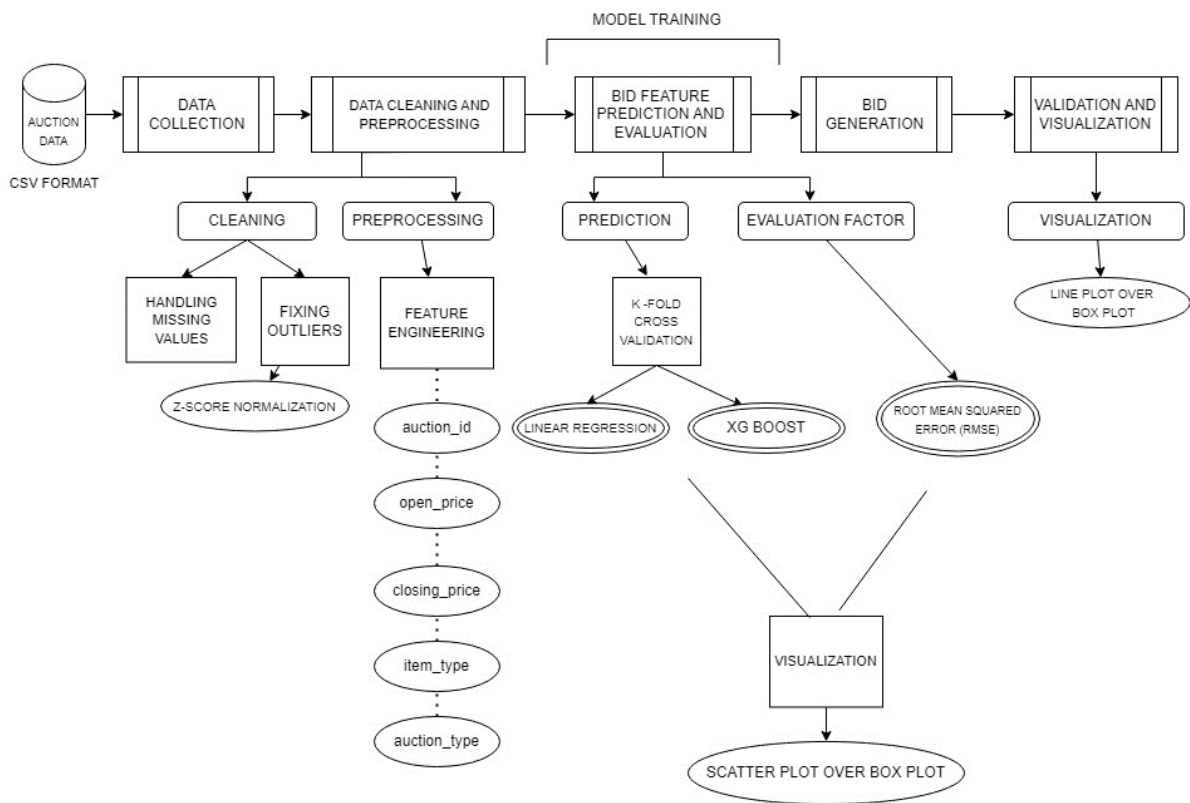 MODEL TRAINING
AUCTION
DATA
CSV FORMAT
DATA
COLLECTION
DATA CLEANING AND
PREPROCESSING
BID FEATURE
PREDICTION AND
EVALUATION
BID
GENERATION
VALIDATION AND
VISUALIZATION
CLEANING
PREPROCESSING
PREDICTION
EVALUATION FACTOR
VISUALIZATION
HANDLING
MISSING
VALUES
FIXING
OUTLIERS
FEATURE
ENGINEERING
K -FOLD
CROSS
VALIDATION
LINE PLOT OVER
BOX PLOT
Z-SCORE NORMALIZATION
auction_id
LINEAR REGRESSION
XG BOOST
ROOT MEAN SQUARED
ERROR (RMSE)
open_price
closing_price
item_type
auction_type
VISUALIZATION
SCATTER PLOT OVER BOX PLOT